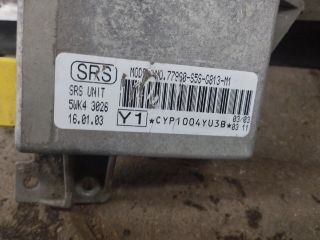 SRS
MODEL NO.77960-S5S-G813-M1
SRS UNIT
5WK4 3026
16.01.03
Y1
*CYP1004YU3B*
03/03
03 11